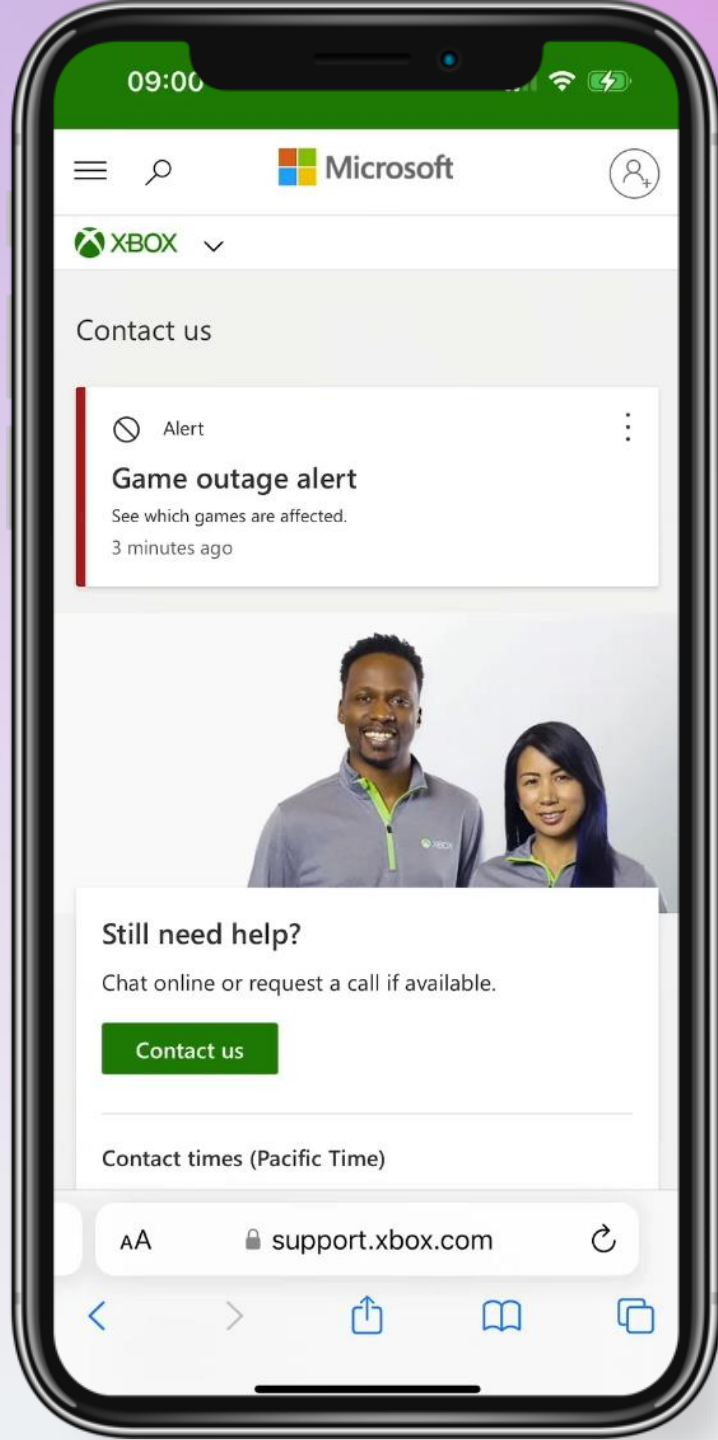 09:00
Microsoft
XBOX
Contact us
Alert
Game outage alert
See which games are affected.
3 minutes ago
XBOX
Still need help?
Chat online or request a call if available.
Contact us
Contact times (Pacific Time)
AA
support.xbox.com